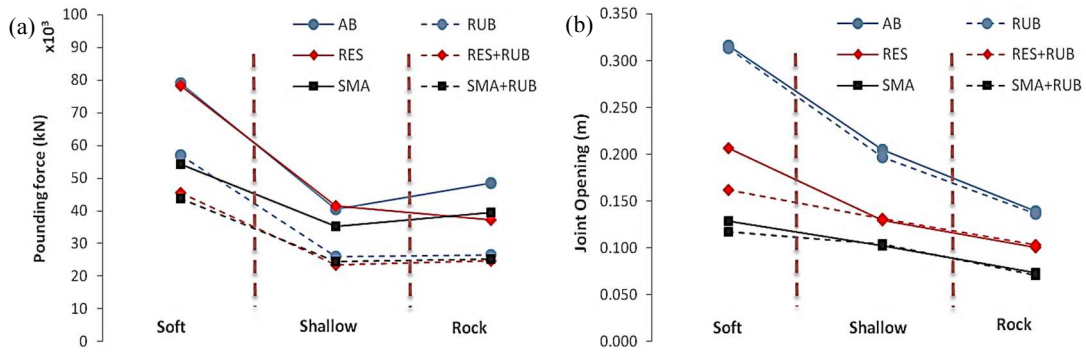 (a)
x10³
Pounding force (kN)
100
90
80
70
60
50
40
30
20
10
0
AB
RUB
RES
RES+RUB
SMA
SMA+RUB
Soft
Shallow
Rock
(b)
Joint Opening (m)
0.350
0.300
0.250
0.200
0.150
0.100
0.050
0.000
AB
RUB
RES
RES+RUB
SMA
SMA+RUB
Soft
Shallow
Rock